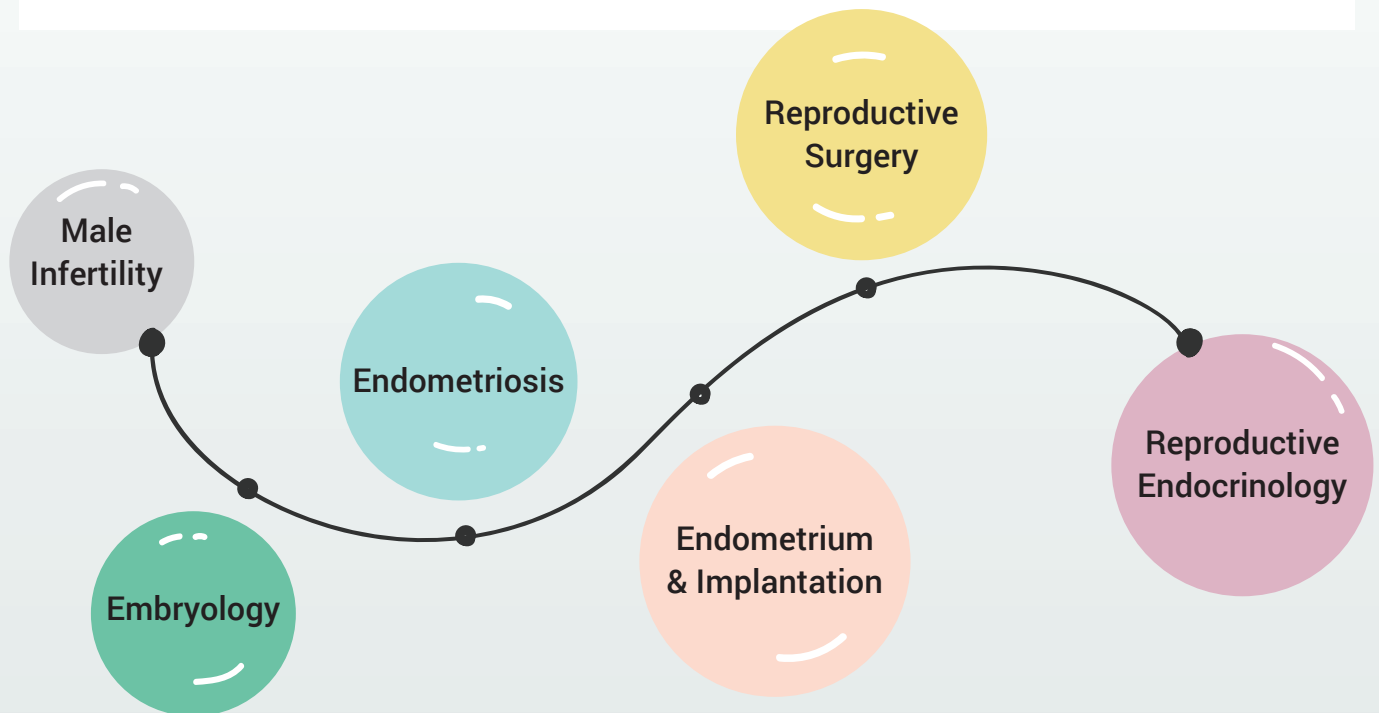 Male
Infertility
Embryology
Endometriosis
Endometrium
& Implantation
Reproductive
Surgery
Reproductive
Endocrinology